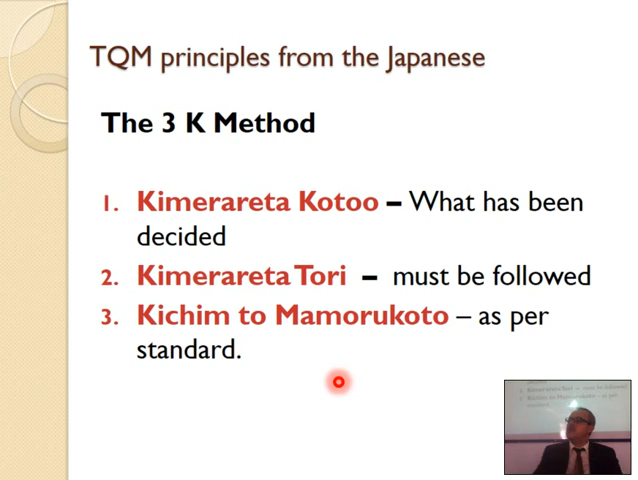 TQM principles from the Japanese
The 3 K Method
1. Kimerareta Kotoo – What has been
decided
2. Kimerareta Tori – must be followed
3. Kichim to Mamorukoto – as per
standard.